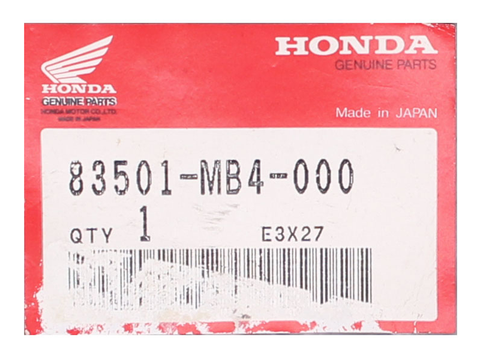 HONDA
GENUINE PARTS
HONDA MOTOR CO.,LTD.
MADE IN JAPAN
HONDA
GENUINE PARTS
Made in JAPAN
83501-MB4-000
QTY 1 E3X27